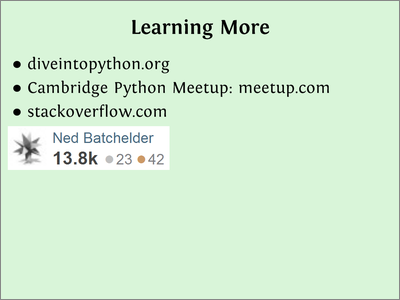 Learning More
● diveintopython.org
● Cambridge Python Meetup: meetup.com
● stackoverflow.com
Ned Batchelder
13.8k ●23 ●42